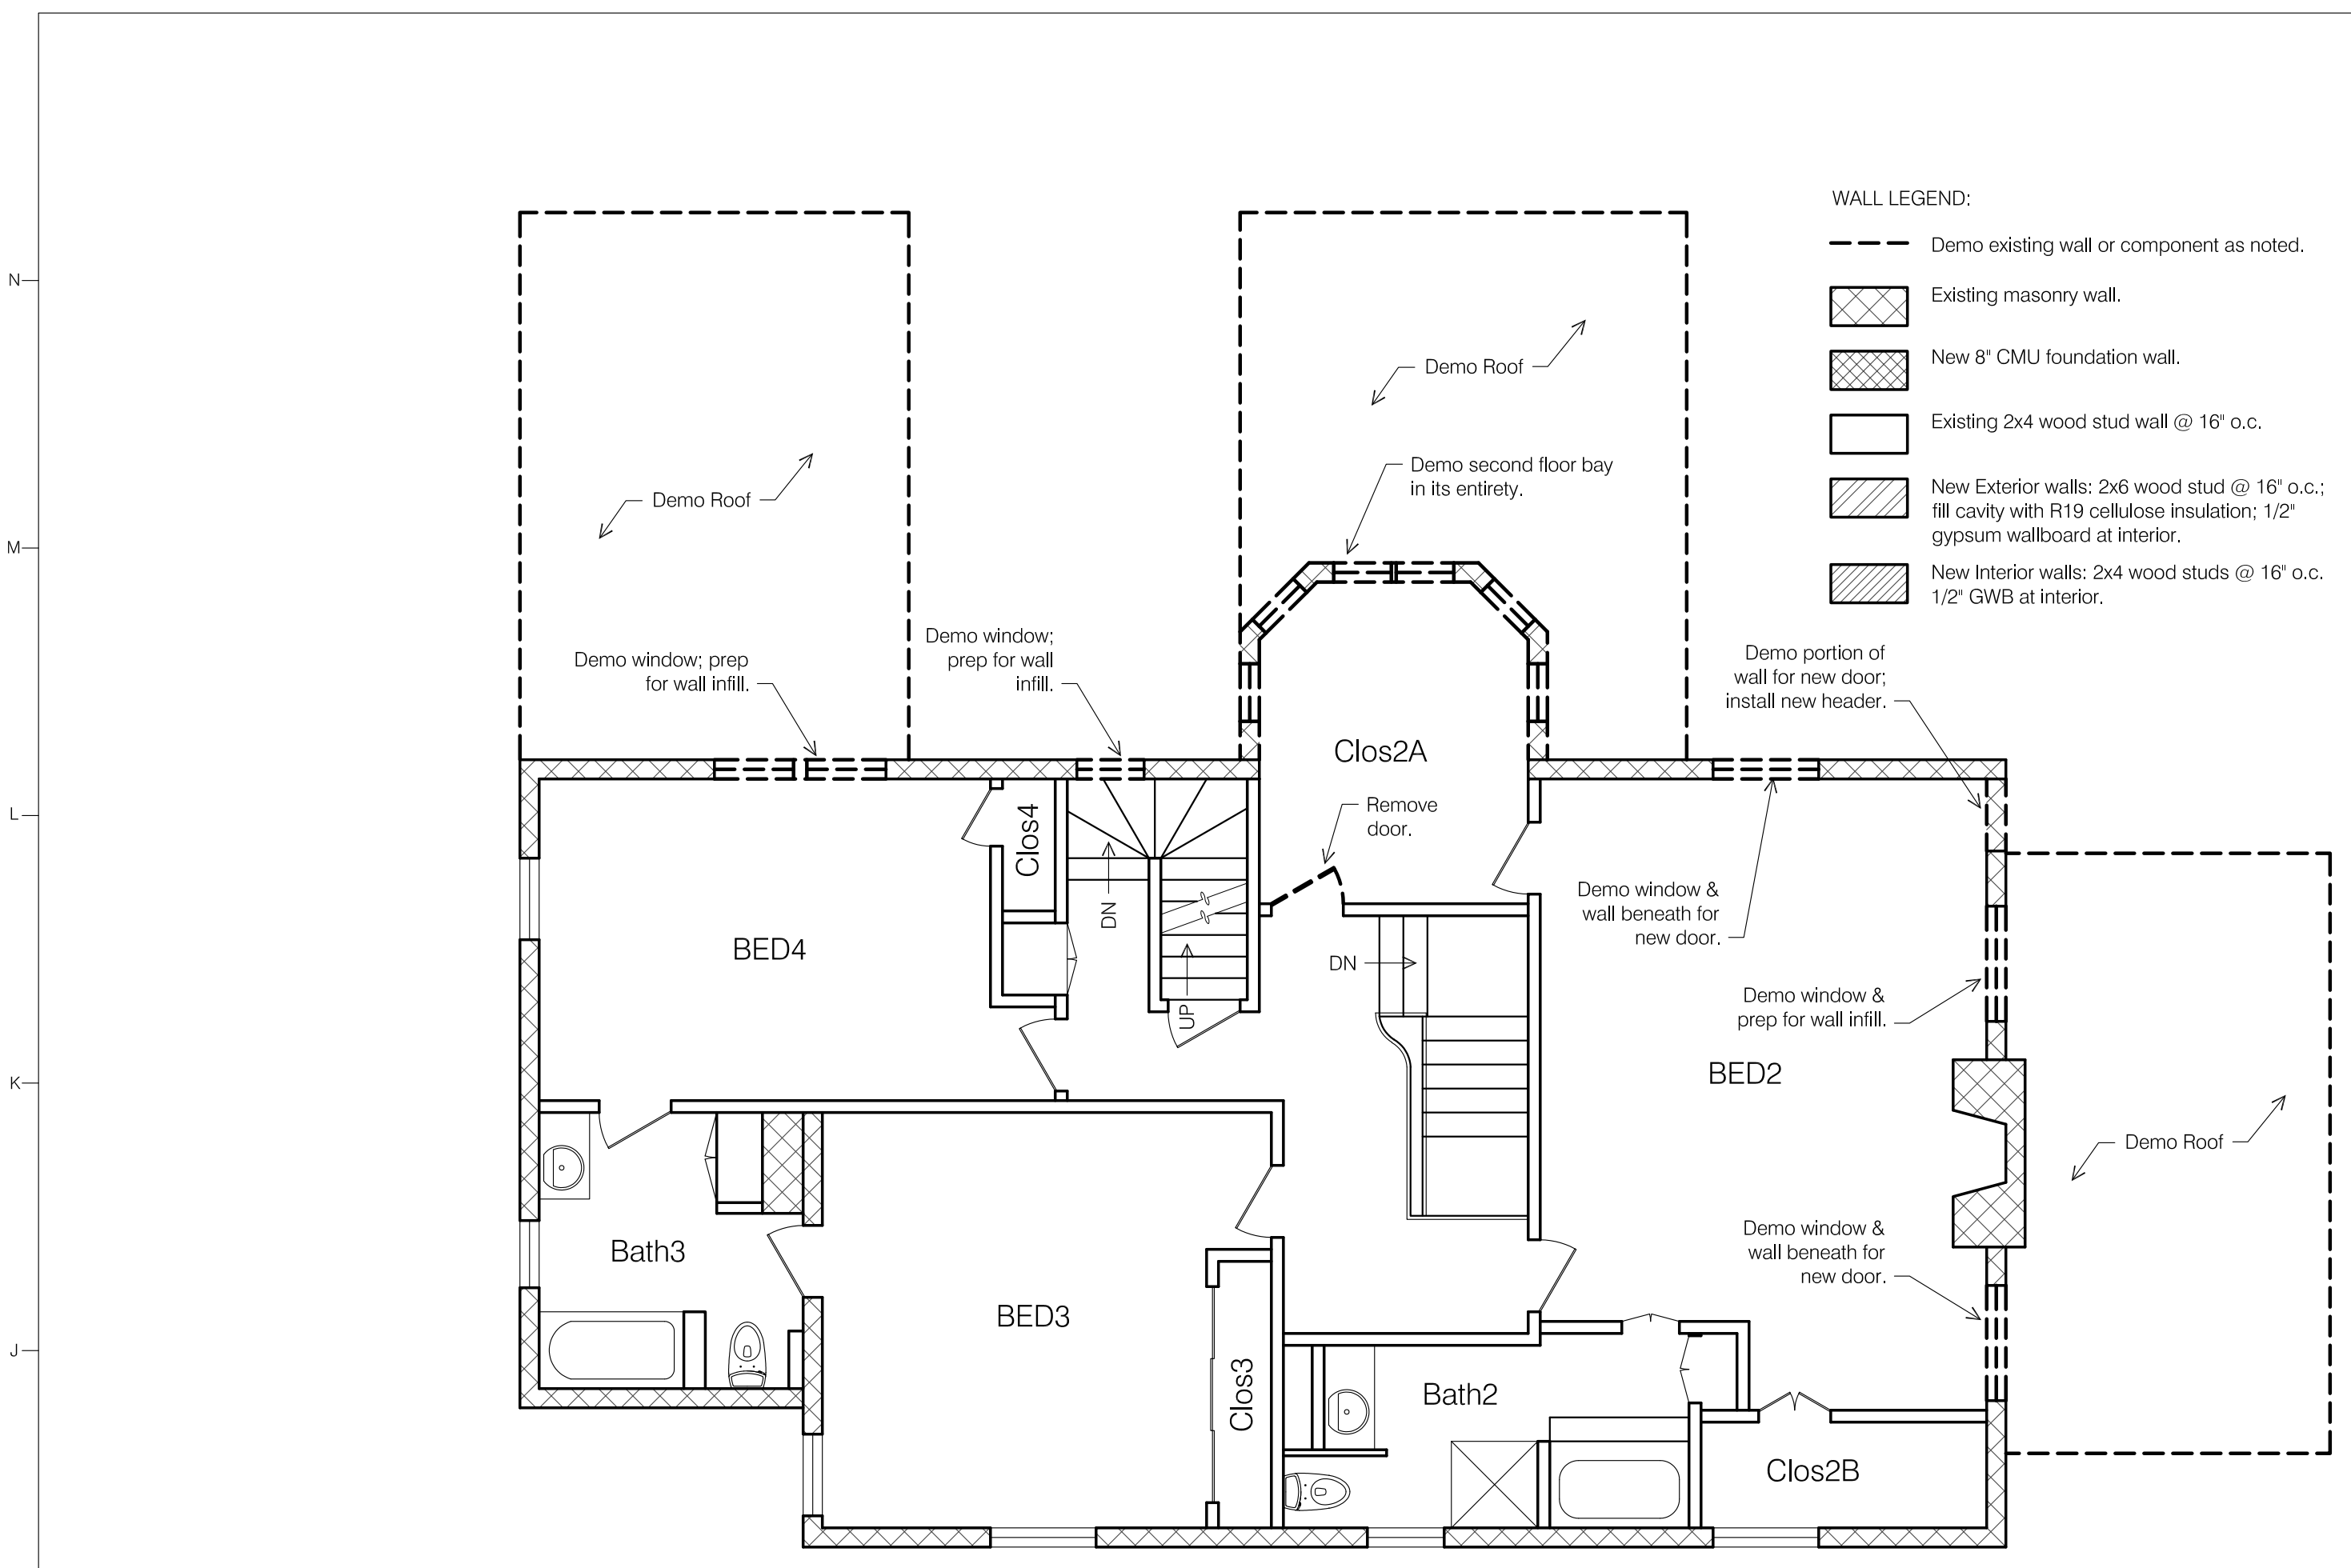 WALL LEGEND:
Demo existing wall or component as noted.
Existing masonry wall.
New 8" CMU foundation wall.
Existing 2x4 wood stud wall @ 16" o.c.
New Exterior walls: 2x6 wood stud @ 16" o.c.;
fill cavity with R19 cellulose insulation; 1/2"
gypsum wallboard at interior.
New Interior walls: 2x4 wood studs @ 16" o.c.
1/2" GWB at interior.
N
M
L
K
J
Demo Roof
Demo Roof
Demo second floor bay
in its entirety.
Demo window; prep
for wall infill.
Demo window;
prep for wall
infill.
Demo portion of
wall for new door;
install new header.
Clos2A
Remove
door.
Clos4
DN
UP
DN
BED4
Demo window &
wall beneath for
new door.
Demo window &
prep for wall infill.
BED2
Demo Roof
Demo window &
wall beneath for
new door.
Bath3
BED3
Clos3
Bath2
Clos2B